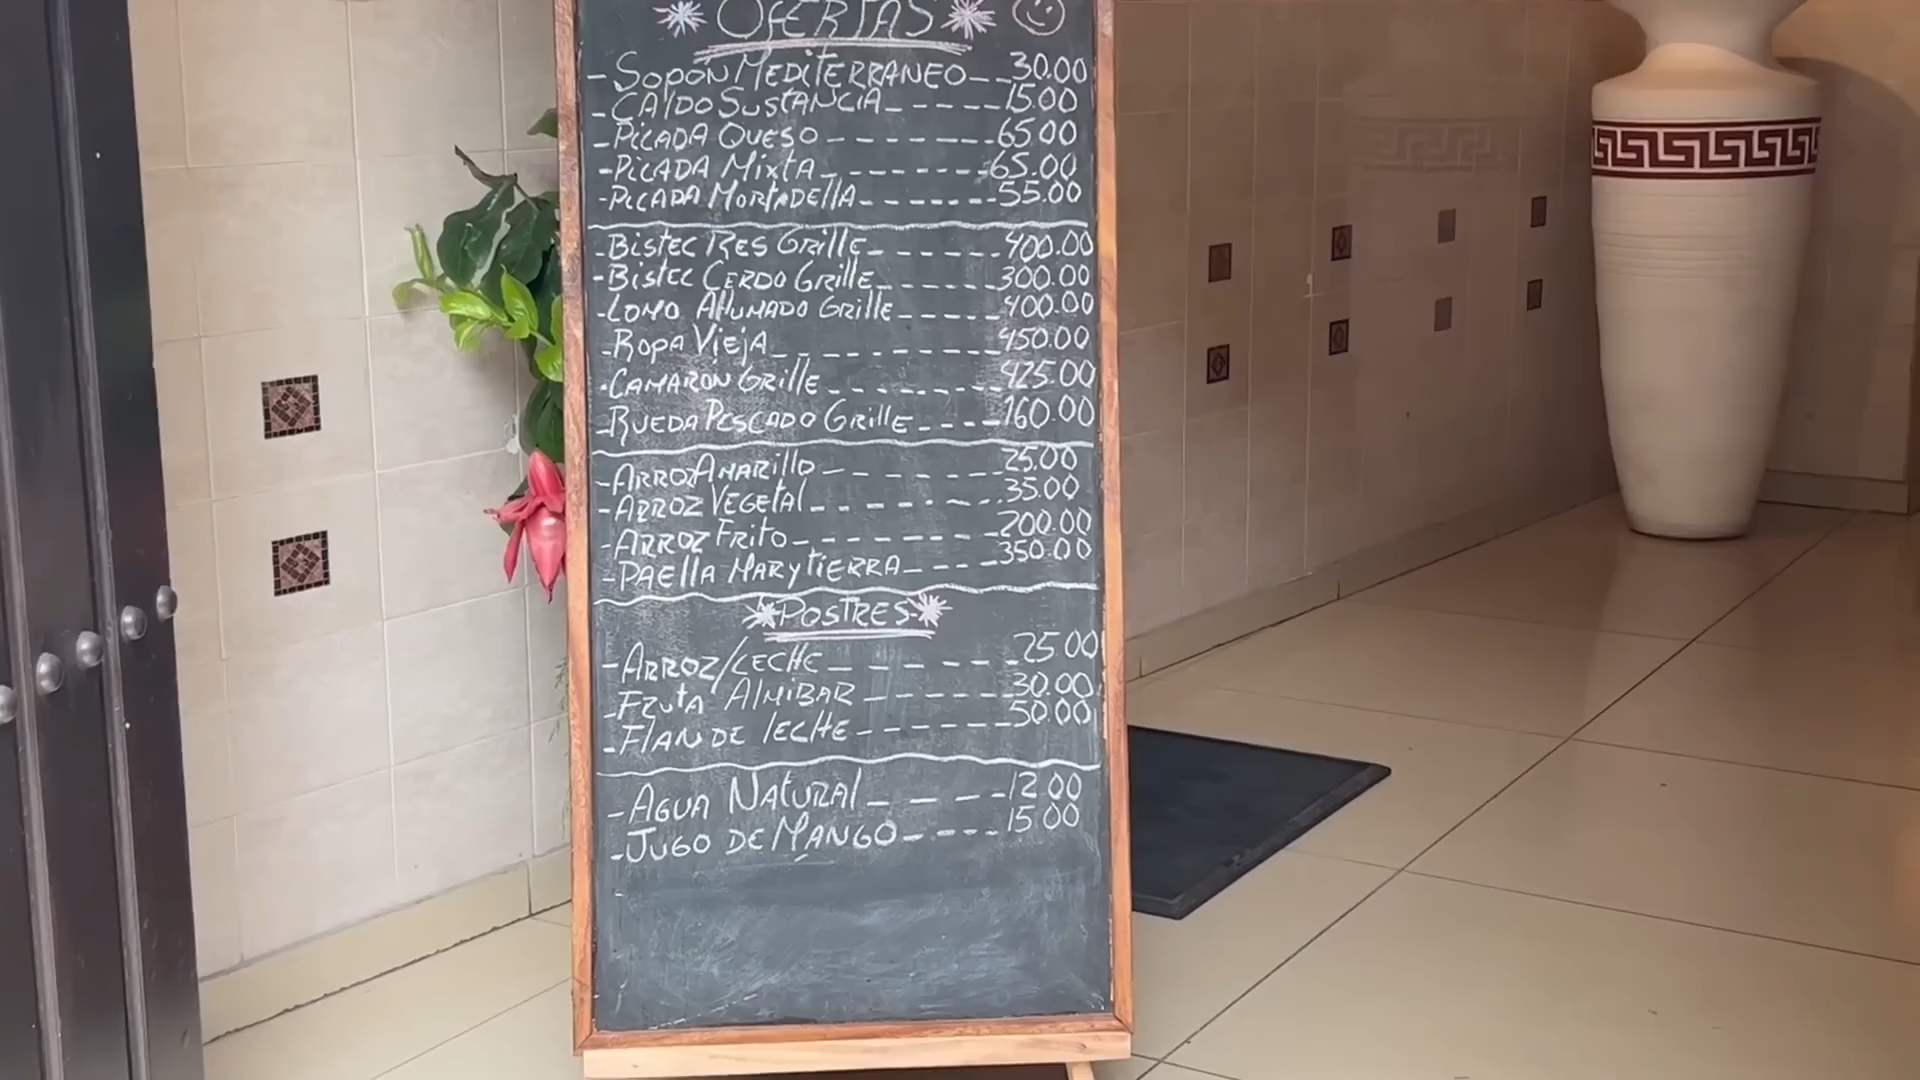 OFERTAS
- SOPON MEDITERRANEO -- 30.00
- CAlDO SUSTANCIA ----- 15.00
- PiCADA QUESO ------- 65.00
- PiCADA MixtA ------- 65.00
- PiCADA MORtADEllA ------- 55.00
- Bistec RES Grille ------ 400.00
- Bistec CERDO Grille ------ 300.00
- LOMO AHUMADO Grille ----- 400.00
- ROPA VIEJA ---------- 450.00
- CAMARON Grille ------- 425.00
- RUEDA PESCADO Grille ---- 160.00
- ARROZ AMARillO ------ 25.00
- ARROZ VEGEtAl ------ 35.00
- ARROZ FRito ------- 200.00
- PAEllA MAR y tiERRA ---- 350.00
POSTRES
- ARROZ/LECHE ----- 25.00
- FRUtA AlMiBAR ------ 30.00
- FlAN DE lECHE ------ 50.00
- AGUA NAtURAl ---- 12.00
- JUGO DE MANGO ---- 15.00